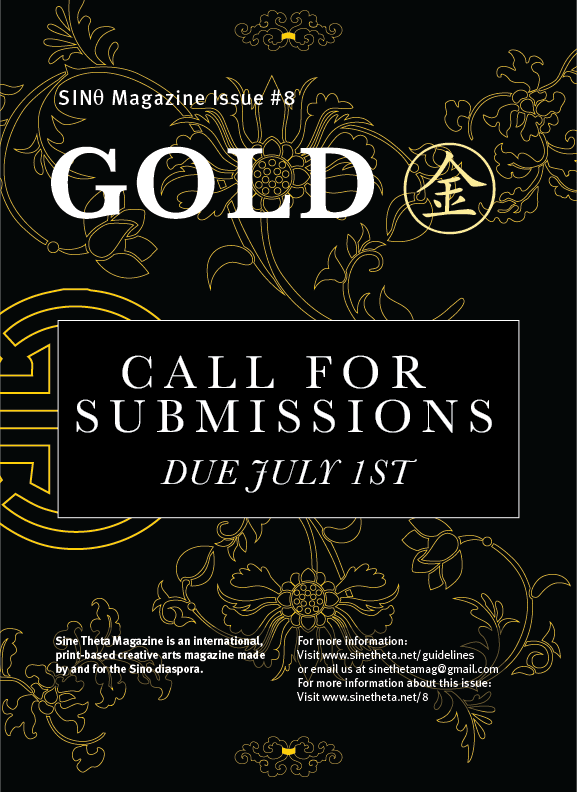 SINθ Magazine Issue #8
GOLD 金
CALL FOR
SUBMISSIONS
DUE JULY 1ST
Sine Theta Magazine is an international,
print-based creative arts magazine made
by and for the Sino diaspora.
For more information:
Visit www.sinetheta.net/guidelines
or email us at sinethetamag@gmail.com
For more information about this issue:
Visit www.sinetheta.net/8